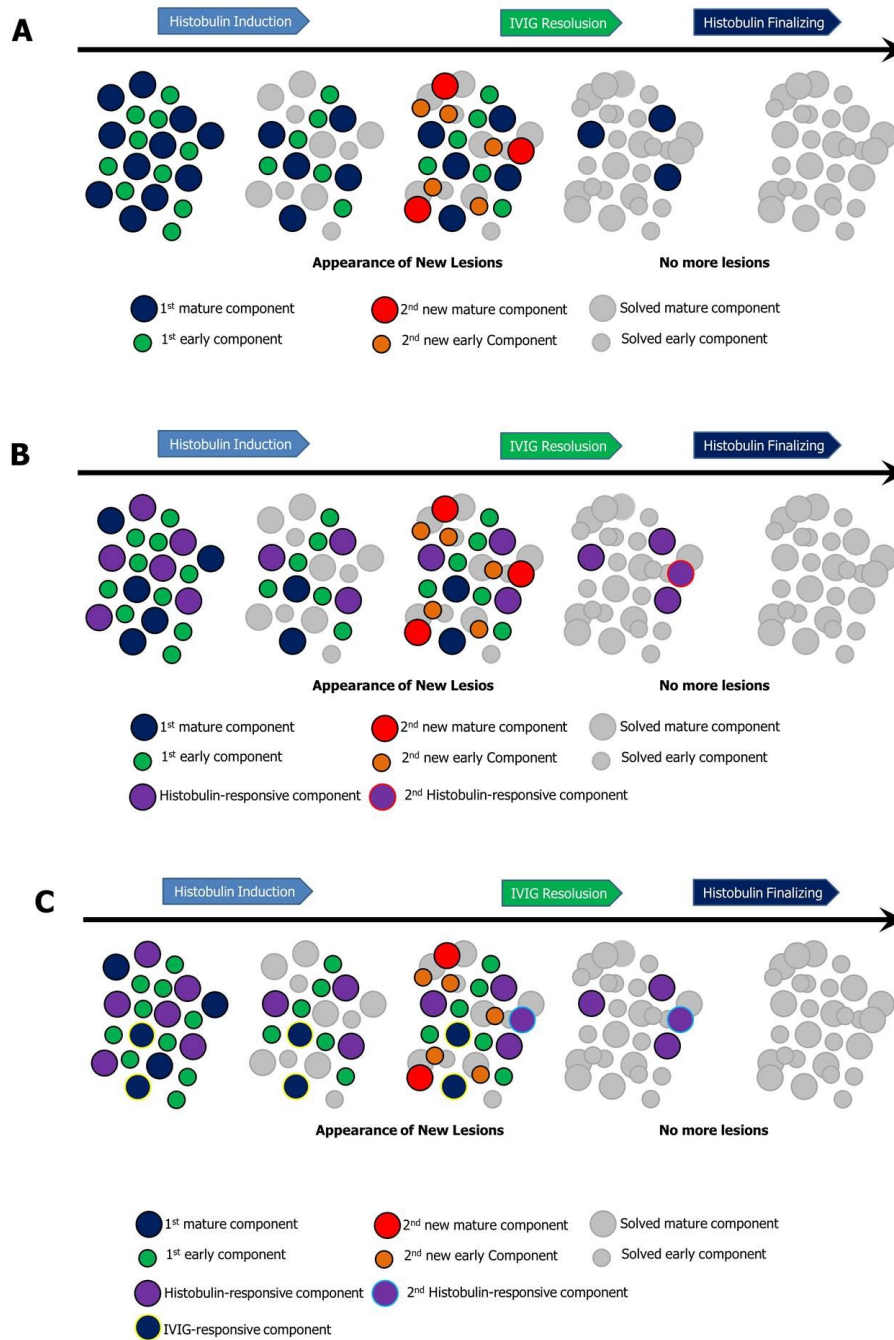 A
Histobulin Induction
IVIG Resolusion
Histobulin Finalizing
Appearance of New Lesions
No more lesions
1st mature component
2nd new mature component
Solved mature component
1st early component
2nd new early Component
Solved early component
B
Histobulin Induction
IVIG Resolusion
Histobulin Finalizing
Appearance of New Lesios
No more lesions
1st mature component
2nd new mature component
Solved mature component
1st early component
2nd new early Component
Solved early component
Histobulin-responsive component
2nd Histobulin-responsive component
C
Histobulin Induction
IVIG Resolusion
Histobulin Finalizing
Appearance of New Lesions
No more lesions
1st mature component
2nd new mature component
Solved mature component
1st early component
2nd new early Component
Solved early component
Histobulin-responsive component
2nd Histobulin-responsive component
IVIG-responsive component